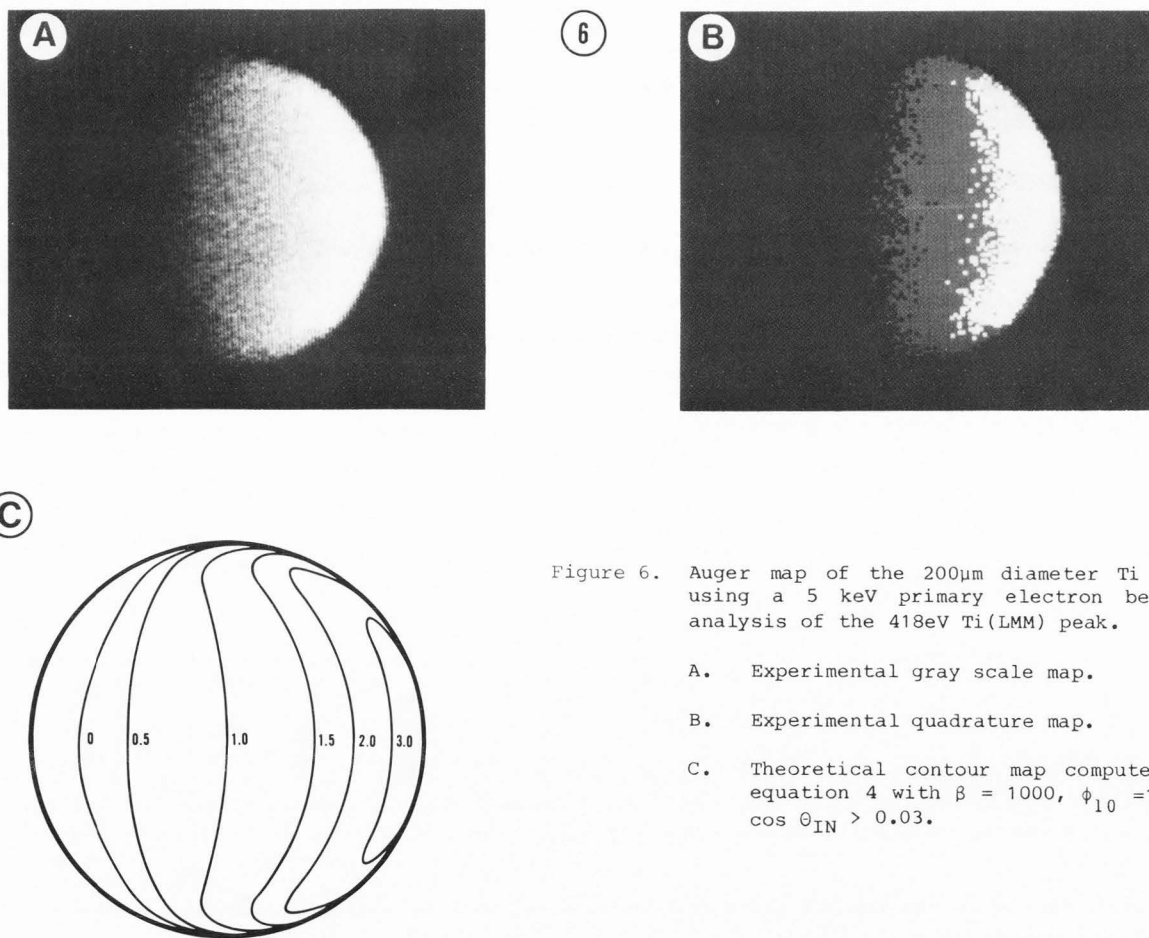 A
6
B
C
0 0.5 1.0 1.5 2.0 3.0
Figure 6. Auger map of the 200µm diameter Ti
using a 5 keV primary electron be
analysis of the 418eV Ti(LMM) peak.
A. Experimental gray scale map.
B. Experimental quadrature map.
C. Theoretical contour map compute
equation 4 with β = 1000, ϕ10 =
cos ΘIN > 0.03.